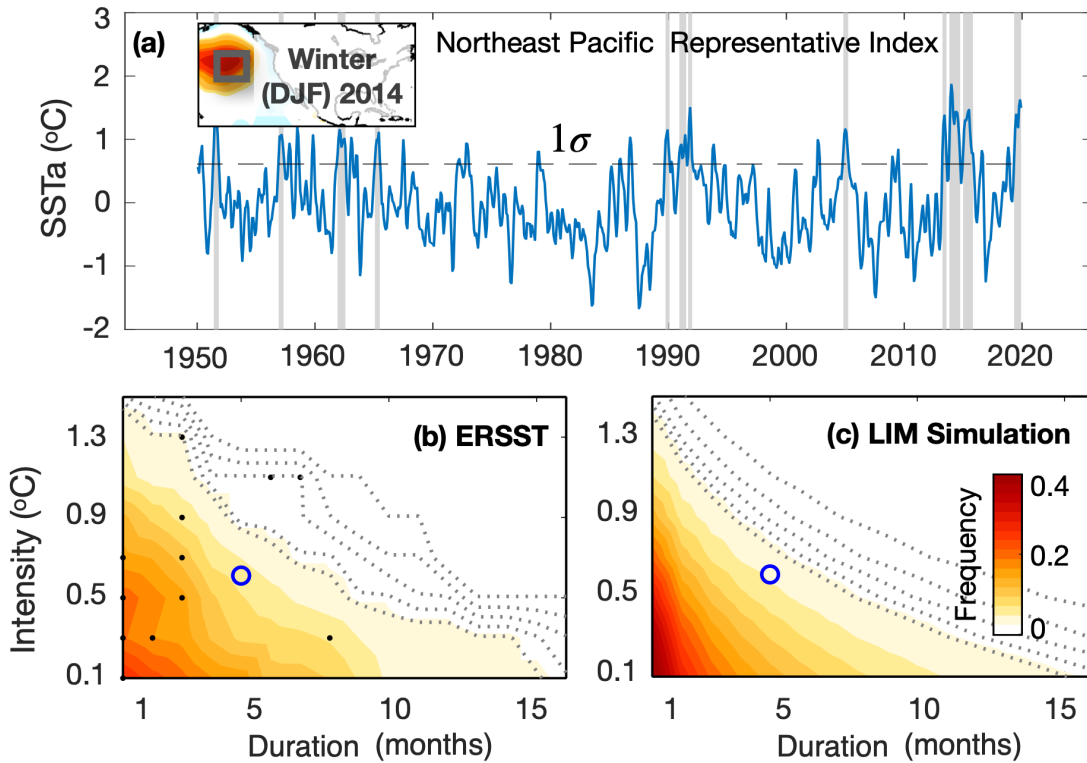 (a)
Winter
(DJF) 2014
Northeast Pacific Representative Index
1σ
SSTa (°C)
3
2
1
0
-1
-2
1950 1960 1970 1980 1990 2000 2010 2020
(b) ERSST
Intensity (°C)
1.3
0.9
0.5
0.1
1 5 10 15
Duration (months)
(c) LIM Simulation
1.3
0.9
0.5
0.1
Frequency
0.4
0.2
0
1 5 10 15
Duration (months)